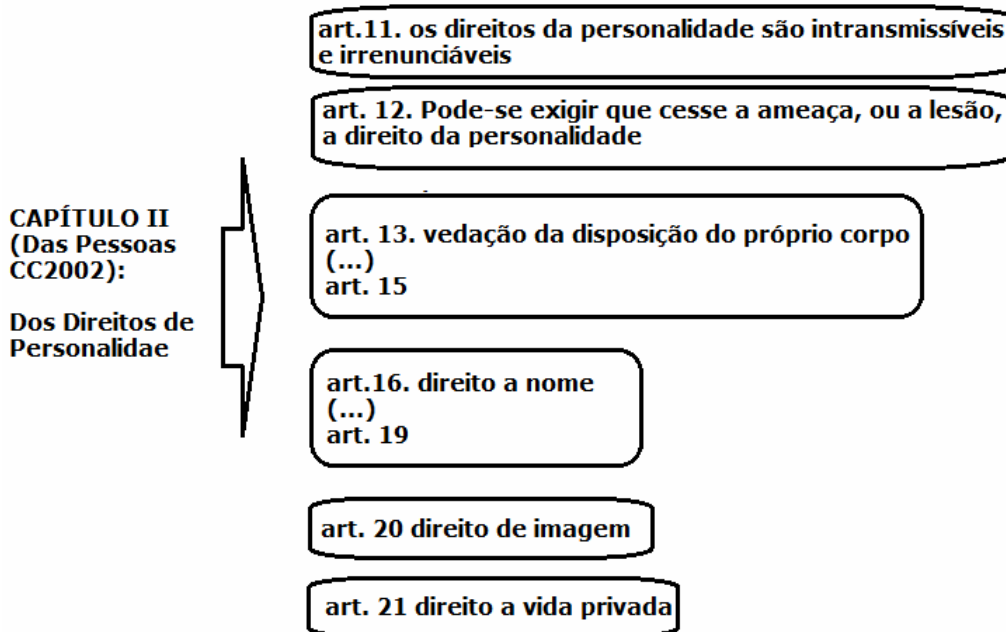 CAPÍTULO II
(Das Pessoas
CC2002):
Dos Direitos de
Personalidae
art.11. os direitos da personalidade são intransmissíveis
e irrenunciáveis
art. 12. Pode-se exigir que cesse a ameaça, ou a lesão,
a direito da personalidade
art. 13. vedação da disposição do próprio corpo
(...)
art. 15
art.16. direito a nome
(...)
art. 19
art. 20 direito de imagem
art. 21 direito a vida privada